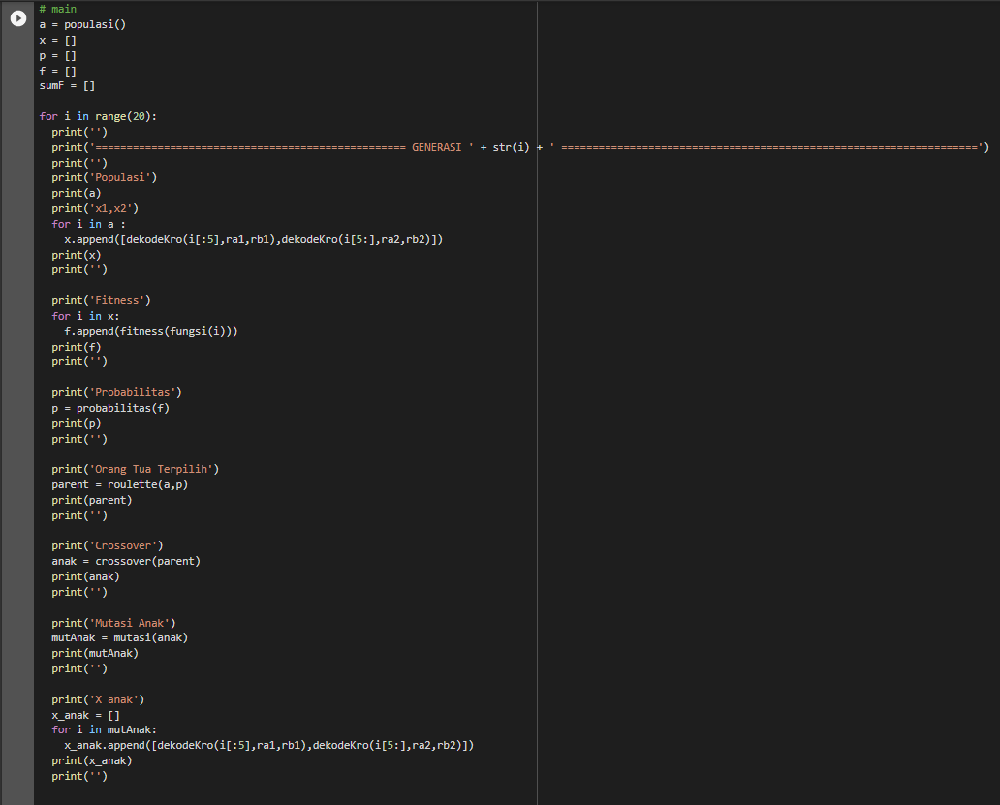 # main
a = populasi()
x = []
p = []
f = []
sumF = []
for i in range(20):
print('')
print('================================================== GENERASI ' + str(i) + ' ===================================================================')
print('')
print('Populasi')
print(a)
print('x1,x2')
for i in a :
x.append([dekodeKro(i[:5],ra1,rb1),dekodeKro(i[5:],ra2,rb2)])
print(x)
print('')
print('Fitness')
for i in x:
f.append(fitness(fungsi(i)))
print(f)
print('')
print('Probabilitas')
p = probabilitas(f)
print(p)
print('')
print('Orang Tua Terpilih')
parent = roulette(a,p)
print(parent)
print('')
print('Crossover')
anak = crossover(parent)
print(anak)
print('')
print('Mutasi Anak')
mutAnak = mutasi(anak)
print(mutAnak)
print('')
print('X anak')
x_anak = []
for i in mutAnak:
x_anak.append([dekodeKro(i[:5],ra1,rb1),dekodeKro(i[5:],ra2,rb2)])
print(x_anak)
print('')